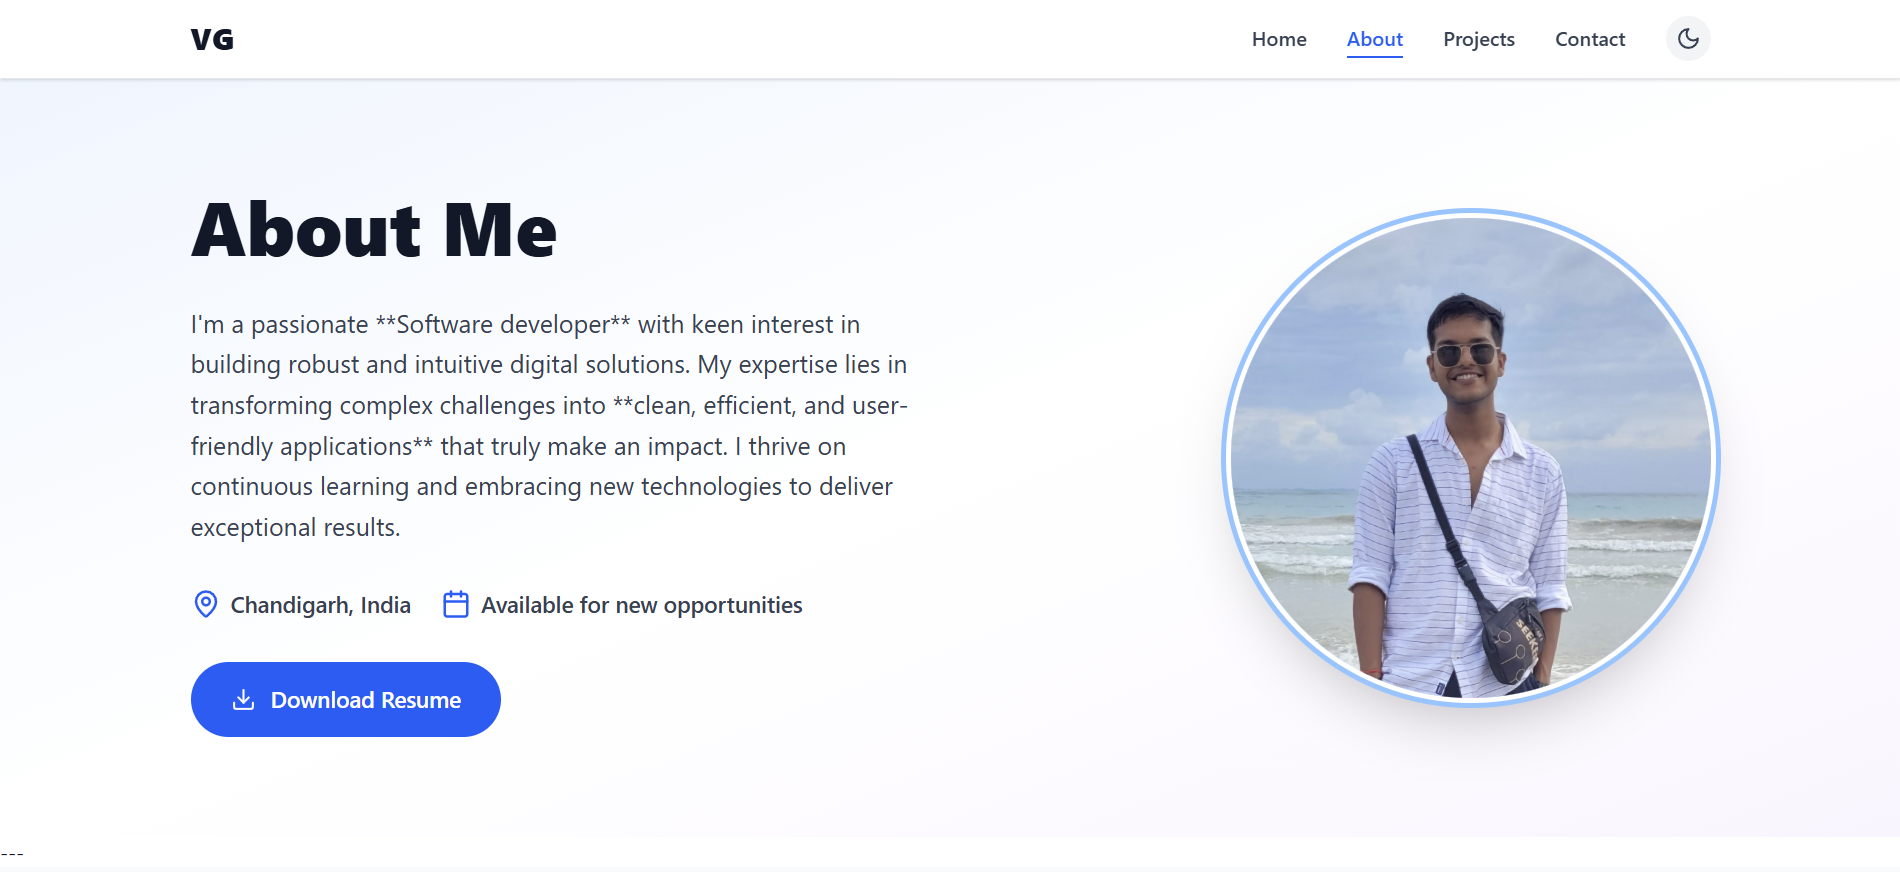 VG
Home
About
Projects
Contact
About Me
I'm a passionate **Software developer** with keen interest in
building robust and intuitive digital solutions. My expertise lies in
transforming complex challenges into **clean, efficient, and user-
friendly applications** that truly make an impact. I thrive on
continuous learning and embracing new technologies to deliver
exceptional results.
Chandigarh, India
Available for new opportunities
Download Resume
---